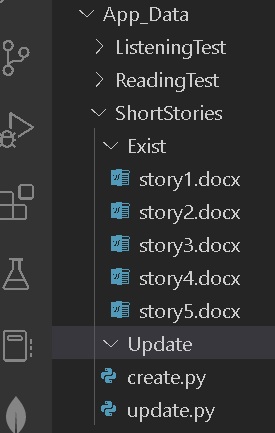 App_Data
ListeningTest
ReadingTest
ShortStories
Exist
story1.docx
story2.docx
story3.docx
story4.docx
story5.docx
Update
create.py
update.py